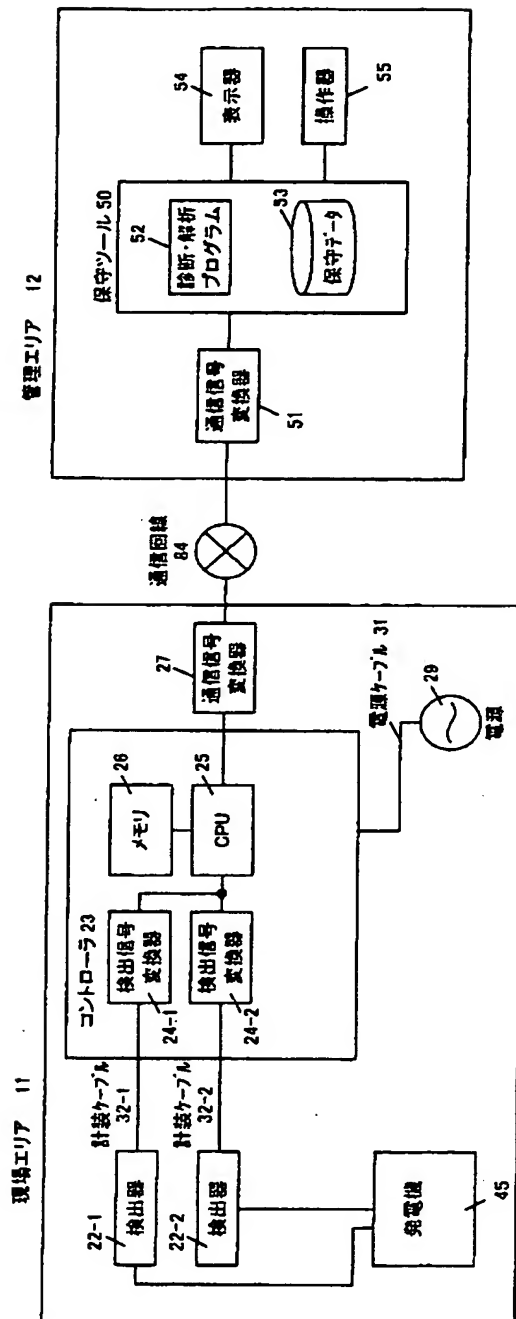 現場エリア 11
22-1
検出器
22-2
検出器
発電機
45
計装ケーブル
32-1
計装ケーブル
32-2
コントローラ 23
検出信号
変換器
24-1
検出信号
変換器
24-2
メモリ
26
CPU
25
通信信号
変換器
27
電源ケーブル 31
29
電源
通信回線
84
管理エリア 12
通信信号
変換器
51
保守ツール 50
52
診断・解析
プログラム
53
保守データ
54
表示器
操作器
55